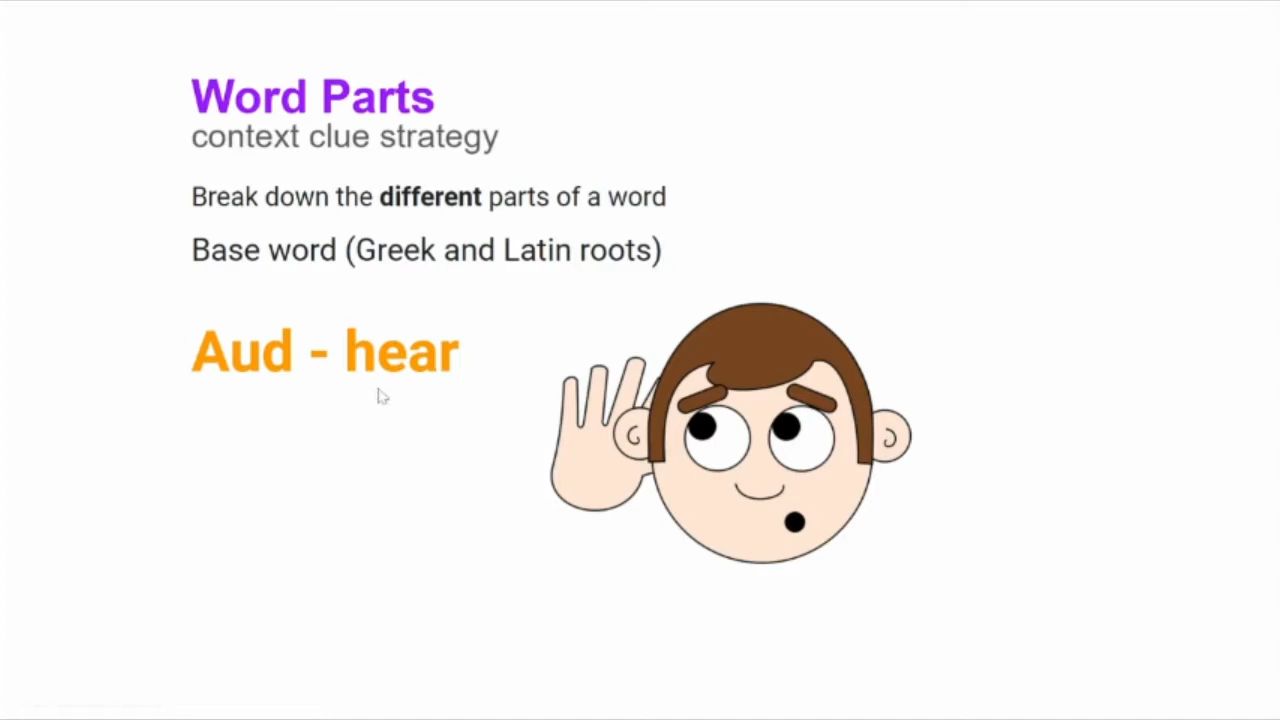 Word Parts
context clue strategy
Break down the different parts of a word
Base word (Greek and Latin roots)
Aud - hear